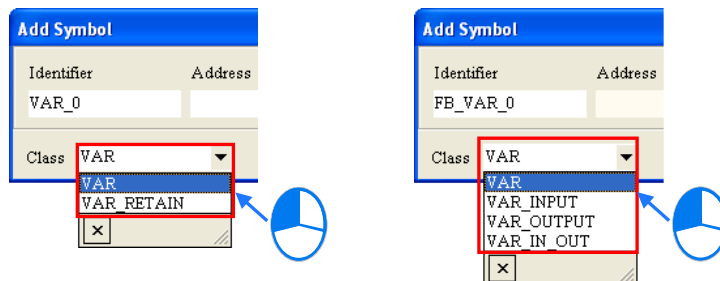 Add Symbol
Identifier Address
VAR_0
Class VAR
VAR
VAR_RETAIN
Add Symbol
Identifier Address
FB_VAR_0
Class VAR
VAR
VAR_INPUT
VAR_OUTPUT
VAR_IN_OUT